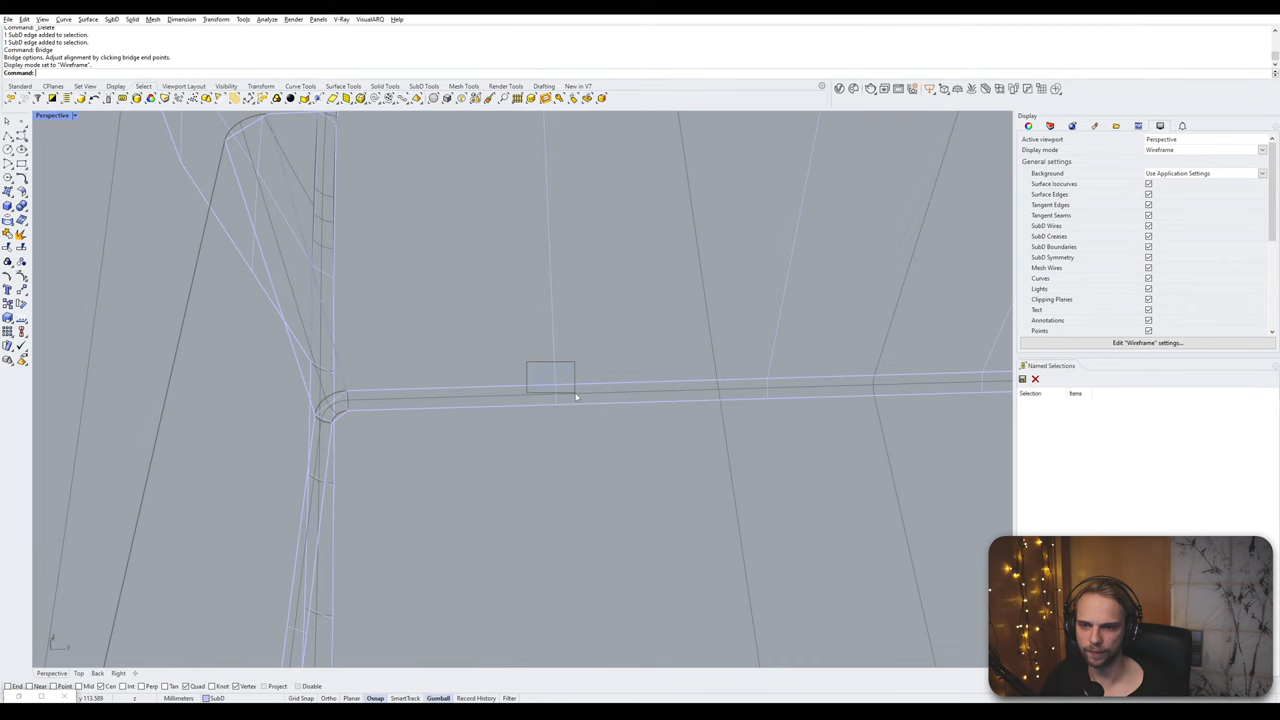 File Edit View Curve Surface SubD Solid Mesh Dimension Transform Tools Analyze Render Panels V-Ray VisualARQ Help
Command: _Delete
1 SubD edge added to selection.
1 SubD edge added to selection.
Command: Bridge
Bridge options. Adjust alignment by clicking bridge end points.
Display mode set to "Wireframe".
Command:
Standard CPlanes Set View Display Select Viewport Layout Visibility Transform Curve Tools Surface Tools Solid Tools SubD Tools Mesh Tools Render Tools Drafting New in V7
Perspective
Display
Active viewport Perspective
Display mode Wireframe
General settings
Background Use Application Settings
Surface Isocurves
Surface Edges
Tangent Edges
Tangent Seams
SubD Wires
SubD Creases
SubD Boundaries
SubD Symmetry
Mesh Wires
Curves
Lights
Clipping Planes
Text
Annotations
Points
Edit "Wireframe" settings...
Named Selections
Selection Items
y
Perspective Top Back Right
End Near Point Mid Cen Int Perp Tan Quad Knot Vertex Project Disable
y 113.589 z Millimeters SubD Grid Snap Ortho Planar Osnap SmartTrack Gumball Record History Filter